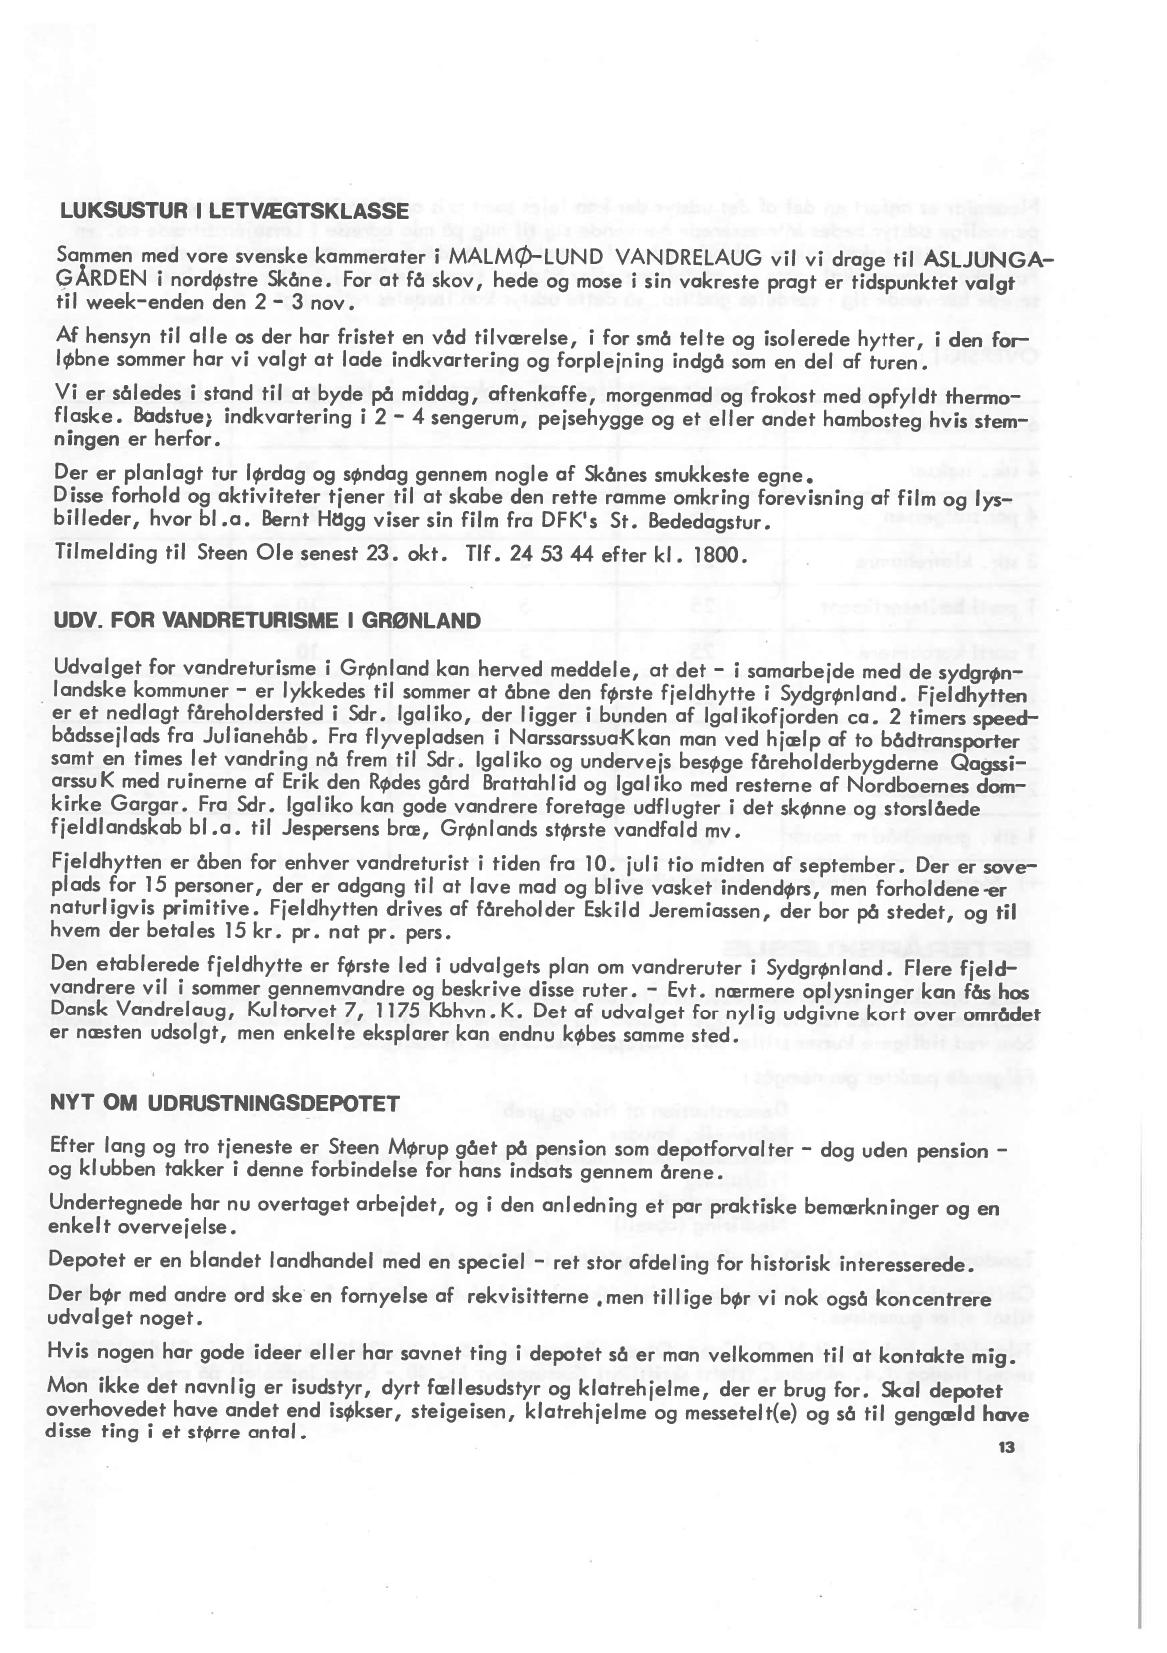 LUKSUSTUR I LETVÆGTSKLASSE
Sammen med vore svenske kammerater i MALMØ-LUND VANDRELAUG vil vi drage til ASLJUNGA-
GÅRDEN i nordøstre Skåne. For at få skov, hede og mose i sin vakreste pragt er tidspunktet valgt
til week-enden den 2 - 3 nov.
Af hensyn til alle os der har fristet en våd tilværelse, i for små telte og isolerede hytter, i den for-
løbne sommer har vi valgt at lade indkvartering og forplejning indgå som en del af turen.
Vi er således i stand til at byde på middag, aftenkaffe, morgenmad og frokost med opfyldt thermo-
flaske. Badstue, indkvartering i 2 - 4 sengerum, pejsehygge og et eller andet hambosteg hvis stem-
ningen er herfor.
Der er planlagt tur lørdag og søndag gennem nogle af Skånes smukkeste egne.
Disse forhold og aktiviteter tjener til at skabe den rette ramme omkring forevisning af film og lys-
billeder, hvor bl.a. Bernt Hägg viser sin film fra DFK's St. Bededagstur.
Tilmelding til Steen Ole senest 23. okt. Tlf. 24 53 44 efter kl. 1800.
UDV. FOR VANDRETURISME I GRØNLAND
Udvalget for vandreturisme i Grønland kan herved meddele, at det - i samarbejde med de sydgrøn-
landske kommuner - er lykkedes til sommer at åbne den første fjeldhytte i Sydgrønland. Fjeldhytten
er et nedlagt fåreholdersted i Sdr. Igaliko, der ligger i bunden af Igalikofjorden ca. 2 timers speed-
bådssejlads fra Julianehåb. Fra flyvepladsen i NarssarssuaK kan man ved hjælp af to bådtransporter
samt en times let vandring nå frem til Sdr. Igaliko og undervejs besøge fåreholderbygderne Qagssi-
arssuK med ruinerne af Erik den Rødes gård Brattahlid og Igaliko med resterne af Nordboernes dom-
kirke Gargar. Fra Sdr. Igaliko kan gode vandrere foretage udflugter i det skønne og storslåede
fjeldlandskab bl.a. til Jespersens bræ, Grønlands største vandfald mv.
Fjeldhytten er åben for enhver vandreturist i tiden fra 10. juli tio midten af september. Der er sove-
plads for 15 personer, der er adgang til at lave mad og blive vasket indendørs, men forholdene er
naturligvis primitive. Fjeldhytten drives af fåreholder Eskild Jeremiassen, der bor på stedet, og til
hvem der betales 15 kr. pr. nat pr. pers.
Den etablerede fjeldhytte er første led i udvalgets plan om vandreruter i Sydgrønland. Flere fjeld-
vandrere vil i sommer gennemvandre og beskrive disse ruter. - Evt. nærmere oplysninger kan fås hos
Dansk Vandrelaug, Kultorvet 7, 1175 Kbhvn.K. Det af udvalget for nylig udgivne kort over området
er næsten udsolgt, men enkelte eksplarer kan endnu købes samme sted.
NYT OM UDRUSTNINGSDEPOTET
Efter lang og tro tjeneste er Steen Mørup gået på pension som depotforvalter - dog uden pension -
og klubben takker i denne forbindelse for hans indsats gennem årene.
Undertegnede har nu overtaget arbejdet, og i den anledning et par praktiske bemærkninger og en
enkelt overvejelse.
Depotet er en blandet landhandel med en speciel - ret stor afdeling for historisk interesserede.
Der bør med andre ord ske en fornyelse af rekvisitterne ,men tillige bør vi nok også koncentrere
udvalget noget.
Hvis nogen har gode ideer eller har savnet ting i depotet så er man velkommen til at kontakte mig.
Mon ikke det navnlig er isudstyr, dyrt fællesudstyr og klatrehjelme, der er brug for. Skal depotet
overhovedet have andet end isøkser, steigeisen, klatrehjelme og messetelt(e) og så til gengæld have
disse ting i et større antal.
13